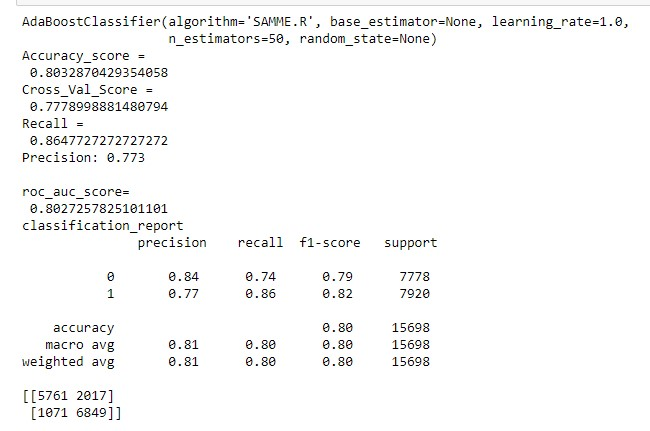 AdaBoostClassifier(algorithm='SAMME.R', base_estimator=None, learning_rate=1.0,
n_estimators=50, random_state=None)
Accuracy_score =
0.8032870429354058
Cross_Val_Score =
0.7778998881480794
Recall =
0.8647727272727272
Precision: 0.773
roc_auc_score=
0.8027257825101101
classification_report
precision recall f1-score support
0 0.84 0.74 0.79 7778
1 0.77 0.86 0.82 7920
accuracy 0.80 15698
macro avg 0.81 0.80 0.80 15698
weighted avg 0.81 0.80 0.80 15698
[[5761 2017]
[1071 6849]]